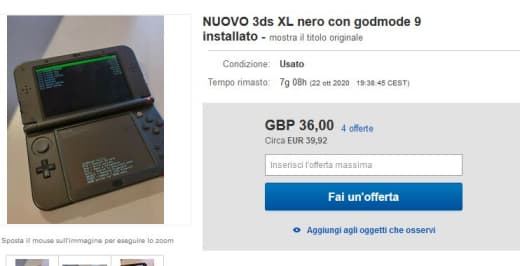 NUOVO 3ds XL nero con godmode 9
installato - mostra il titolo originale
Condizione: Usato
Tempo rimasto: 7g 08h (22 ott 2020 19:38:45 CEST)
GBP 36,00 4 offerte
Circa EUR 39,92
Inserisci l'offerta massima
Fai un'offerta
Aggiungi agli oggetti che osservi
Sposta il mouse sull'immagine per eseguire lo zoom